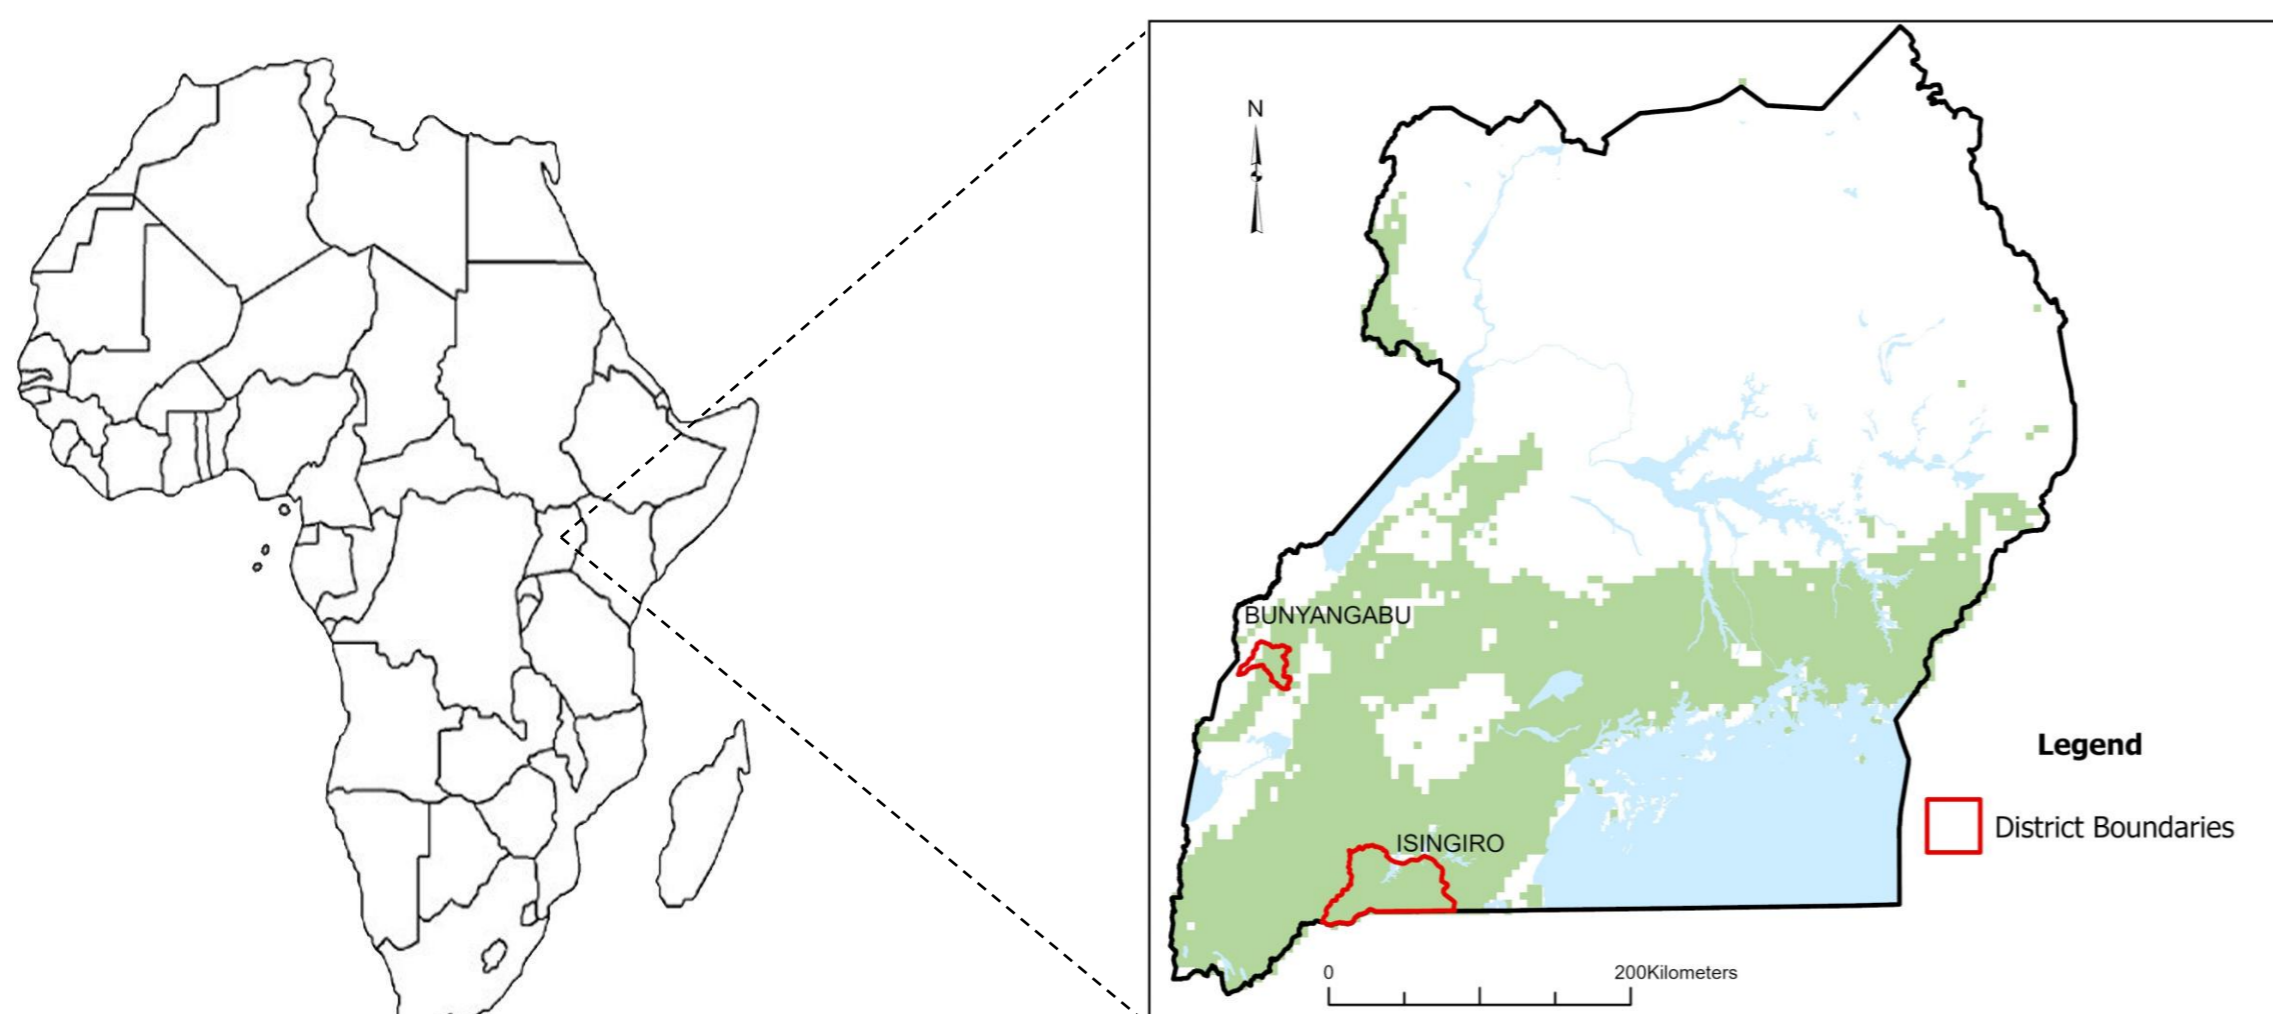 N
BUNYANGABU
ISINGIRO
Legend
District Boundaries
0 200Kilometers